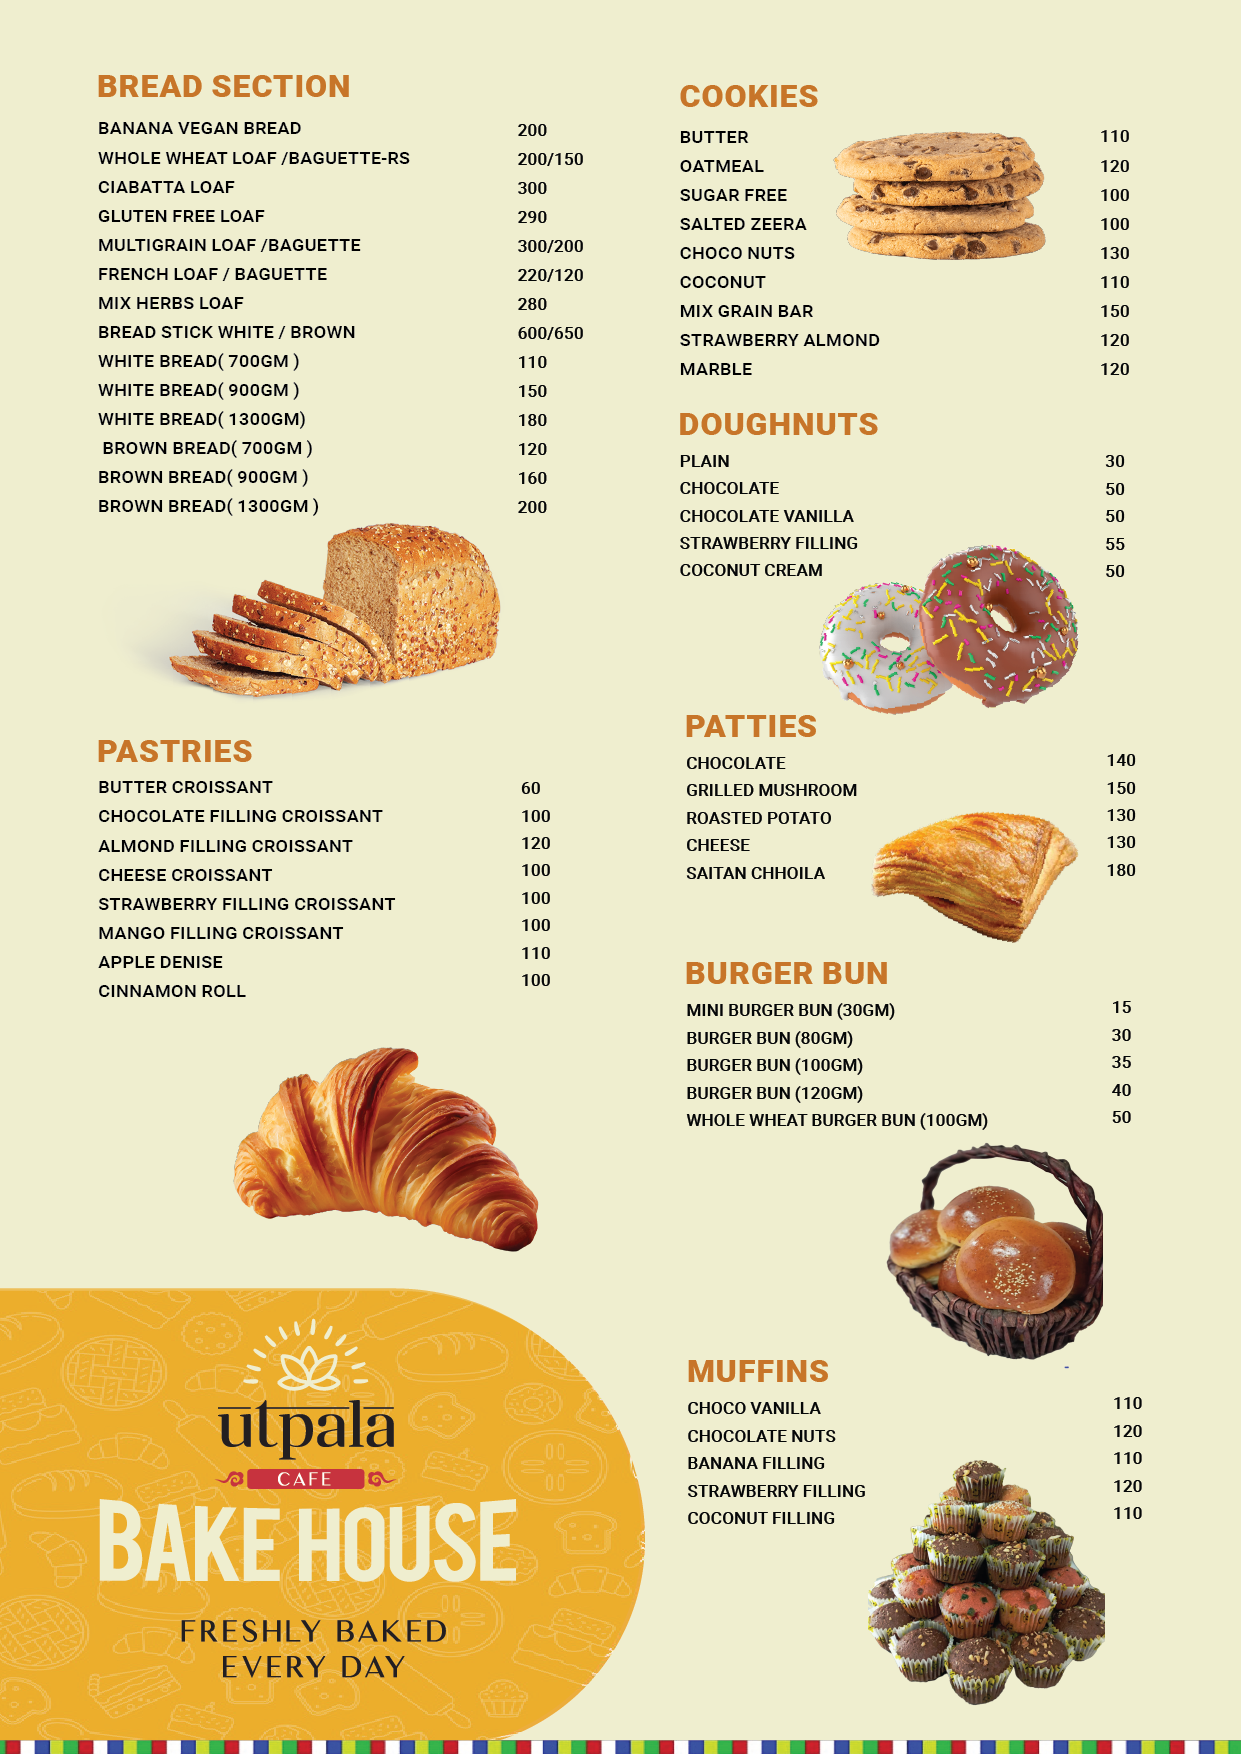 BREAD SECTION
BANANA VEGAN BREAD 200
WHOLE WHEAT LOAF /BAGUETTE-RS 200/150
CIABATTA LOAF 300
GLUTEN FREE LOAF 290
MULTIGRAIN LOAF /BAGUETTE 300/200
FRENCH LOAF / BAGUETTE 220/120
MIX HERBS LOAF 280
BREAD STICK WHITE / BROWN 600/650
WHITE BREAD( 700GM ) 110
WHITE BREAD( 900GM ) 150
WHITE BREAD( 1300GM) 180
BROWN BREAD( 700GM ) 120
BROWN BREAD( 900GM ) 160
BROWN BREAD( 1300GM ) 200
PASTRIES
BUTTER CROISSANT 60
CHOCOLATE FILLING CROISSANT 100
ALMOND FILLING CROISSANT 120
CHEESE CROISSANT 100
STRAWBERRY FILLING CROISSANT 100
MANGO FILLING CROISSANT 100
APPLE DENISE 110
CINNAMON ROLL 100
utpala
CAFE
BAKE HOUSE
FRESHLY BAKED
EVERY DAY
COOKIES
BUTTER 110
OATMEAL 120
SUGAR FREE 100
SALTED ZEERA 100
CHOCO NUTS 130
COCONUT 110
MIX GRAIN BAR 150
STRAWBERRY ALMOND 120
MARBLE 120
DOUGHNUTS
PLAIN 30
CHOCOLATE 50
CHOCOLATE VANILLA 50
STRAWBERRY FILLING 55
COCONUT CREAM 50
PATTIES
CHOCOLATE 140
GRILLED MUSHROOM 150
ROASTED POTATO 130
CHEESE 130
SAITAN CHHOILA 180
BURGER BUN
MINI BURGER BUN (30GM) 15
BURGER BUN (80GM) 30
BURGER BUN (100GM) 35
BURGER BUN (120GM) 40
WHOLE WHEAT BURGER BUN (100GM) 50
MUFFINS
CHOCO VANILLA 110
CHOCOLATE NUTS 120
BANANA FILLING 110
STRAWBERRY FILLING 120
COCONUT FILLING 110